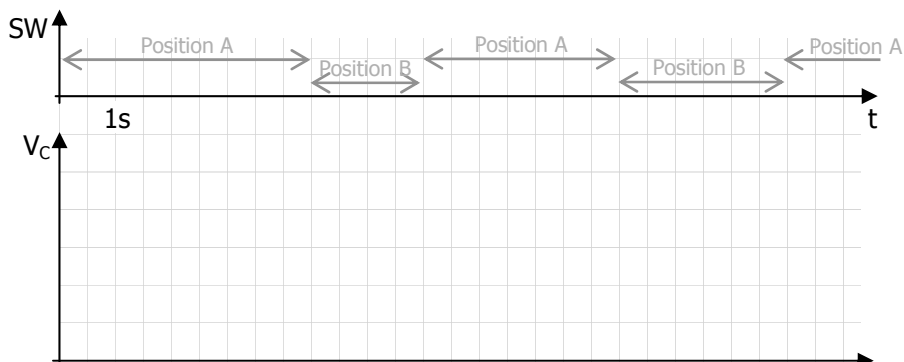 SW
Position A
Position B
Position A
Position B
Position A
1s
t
V_C